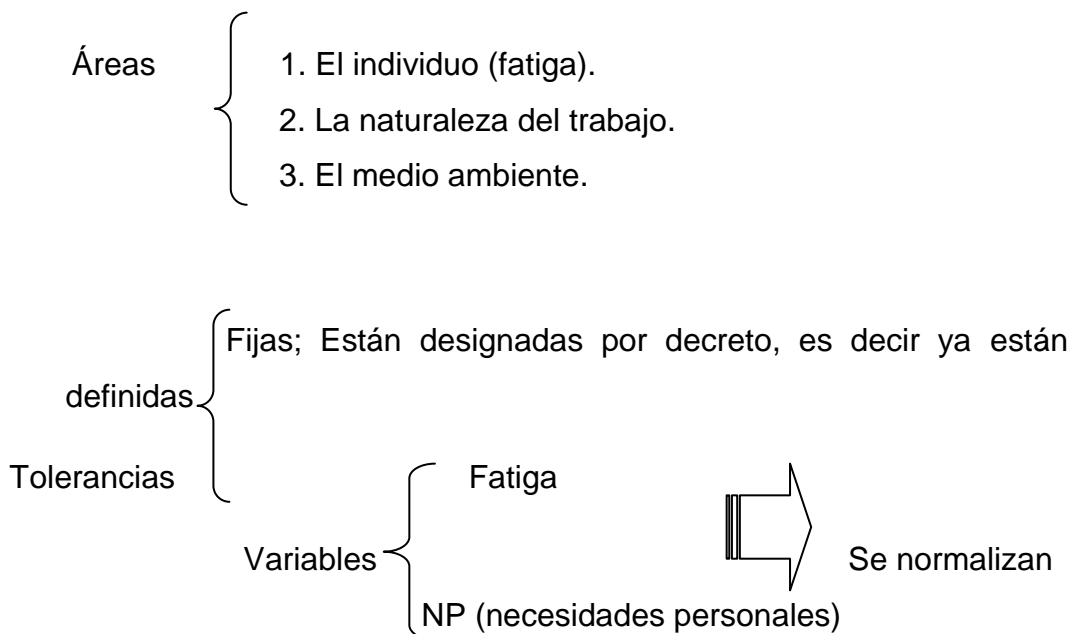 Áreas 1. El individuo (fatiga).
2. La naturaleza del trabajo.
3. El medio ambiente.
Fijas; Están designadas por decreto, es decir ya están
definidas
Tolerancias Fatiga
Variables Se normalizan
NP (necesidades personales)